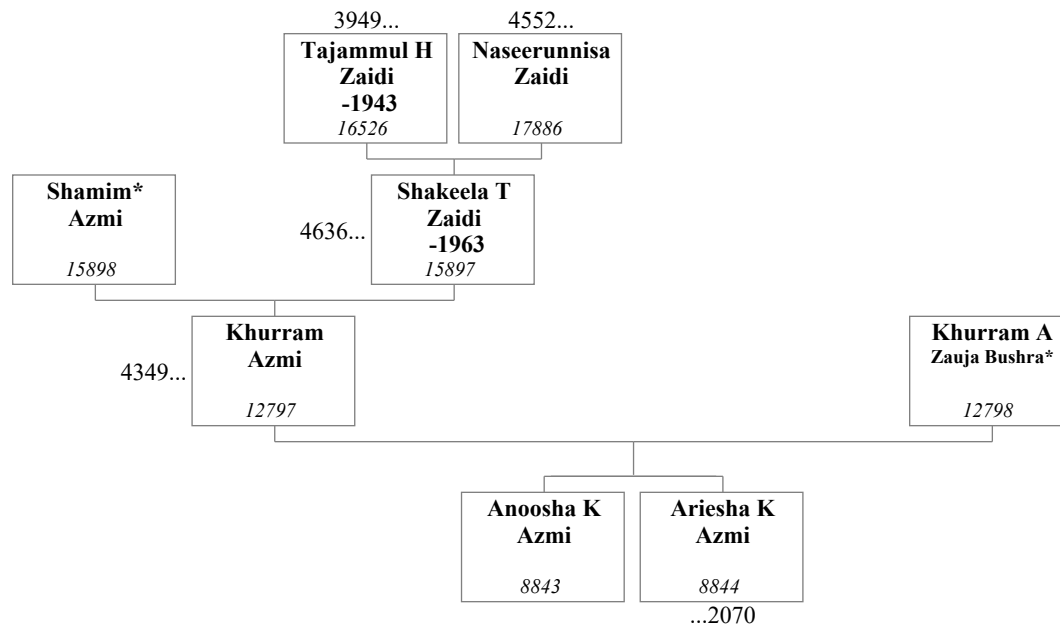 3949...
4552...
Tajammul H
Zaidi
-1943
16526
Naseerunnisa
Zaidi
17886
Shamim*
Azmi
15898
4636...
Shakeela T
Zaidi
-1963
15897
4349...
Khurram
Azmi
12797
Khurram A
Zauja Bushra*
12798
Anoosha K
Azmi
8843
Ariesha K
Azmi
8844
...2070